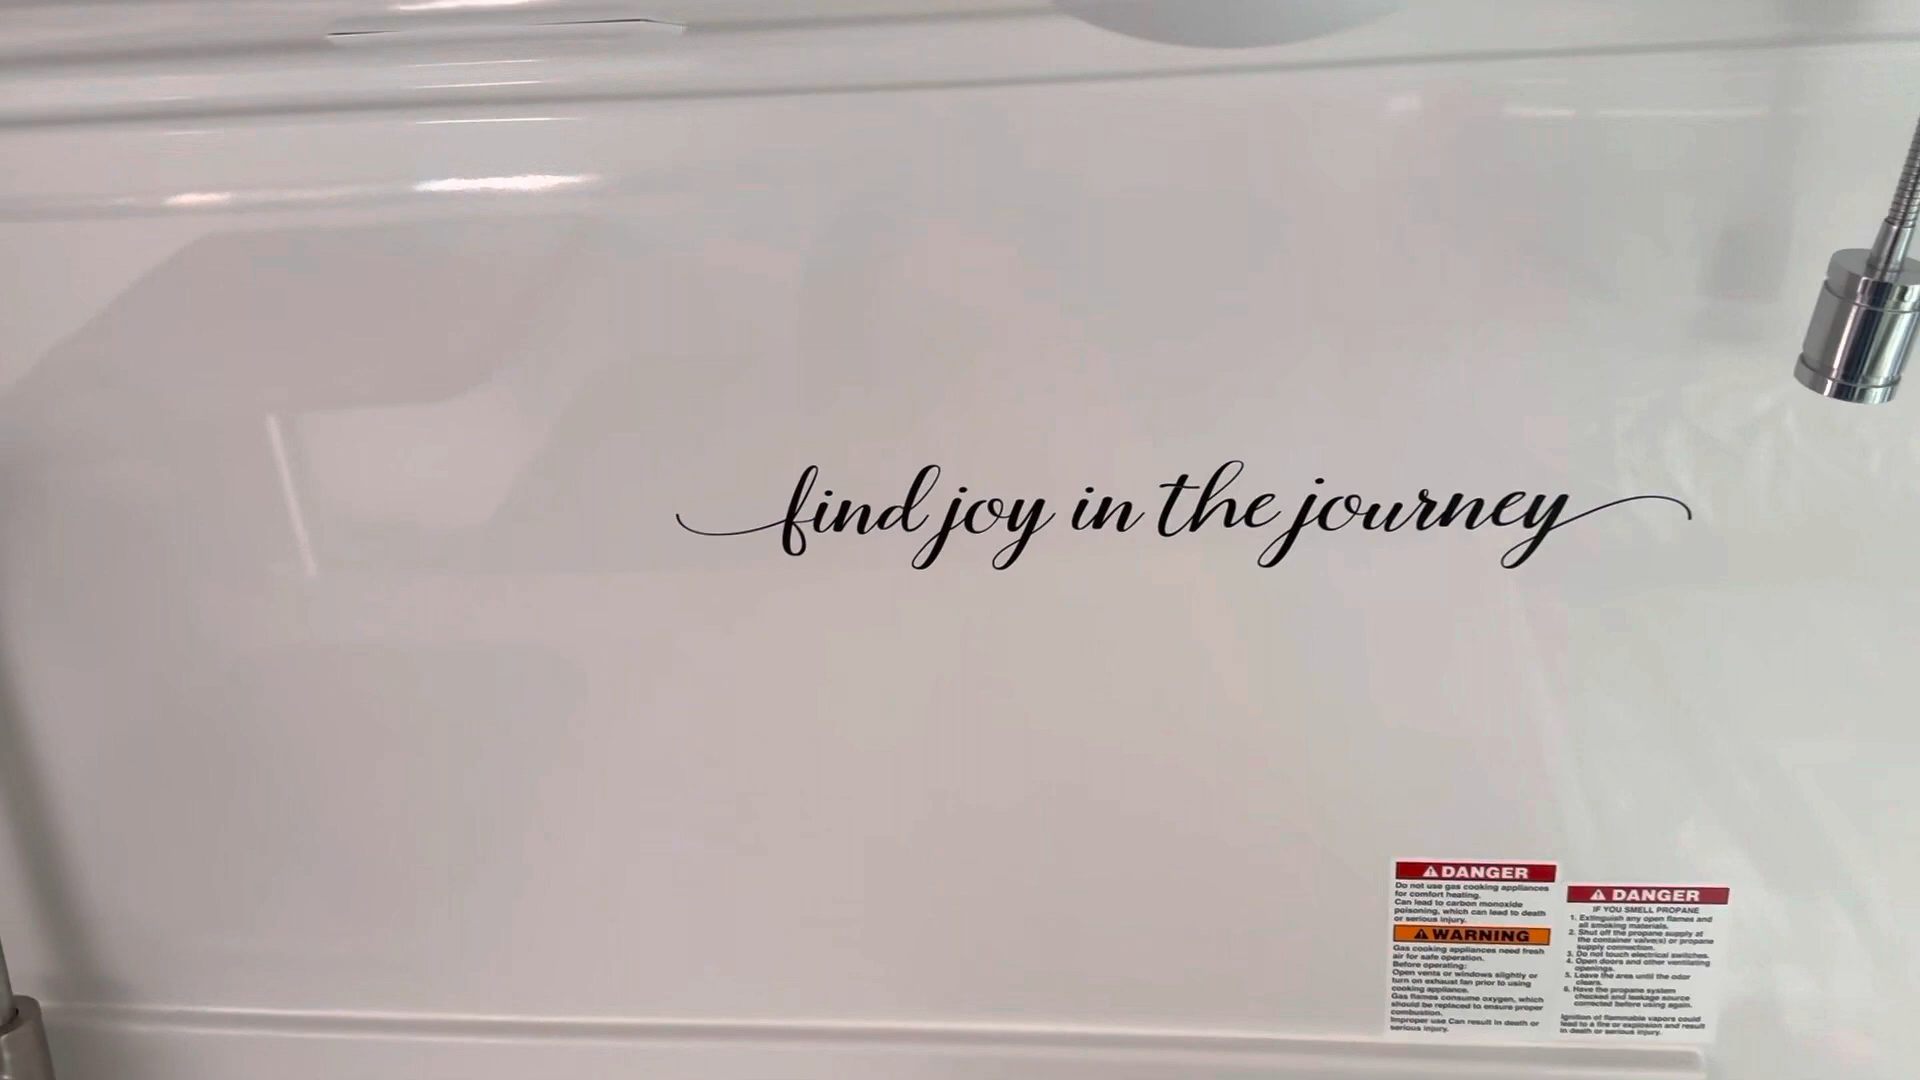 find joy in the journey
DANGER
Do not use gas cooking appliances
for comfort heating.
Can lead to carbon monoxide
poisoning, which can lead to death
or serious injury.
WARNING
Gas cooking appliances need fresh
air for safe operation.
Before operating:
Open vents or windows slightly or
turn on exhaust fan prior to using
cooking appliance.
Gas flames consume oxygen, which
should be replaced to ensure proper
combustion.
Improper use Can result in death or
serious injury.
DANGER
IF YOU SMELL PROPANE
1. Extinguish any open flames and
all smoking materials.
2. Shut off the propane supply at
the container valve(s) or propane
supply connection.
3. Do not touch electrical switches.
4. Open doors and other ventilating
openings.
5. Leave the area until the odor
clears.
6. Have the propane system
checked and leakage source
corrected before using again.
Ignition of flammable vapors could
lead to a fire or explosion and result
in death or serious injury.